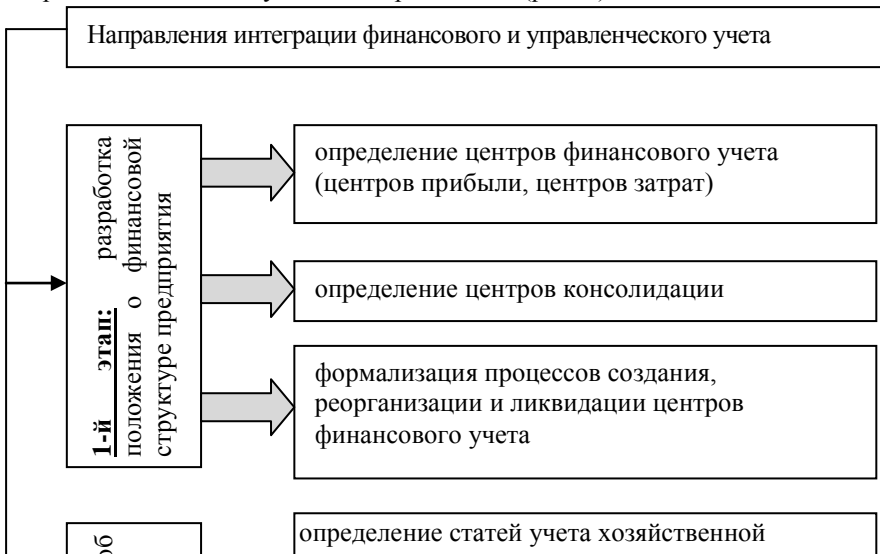 Направления интеграции финансового и управленческого учета
1-й этап: разработка
положения о финансовой
структуре предприятия
определение центров финансового учета
(центров прибыли, центров затрат)
определение центров консолидации
формализация процессов создания,
реорганизации и ликвидации центров
финансового учета
об
определение статей учета хозяйственной